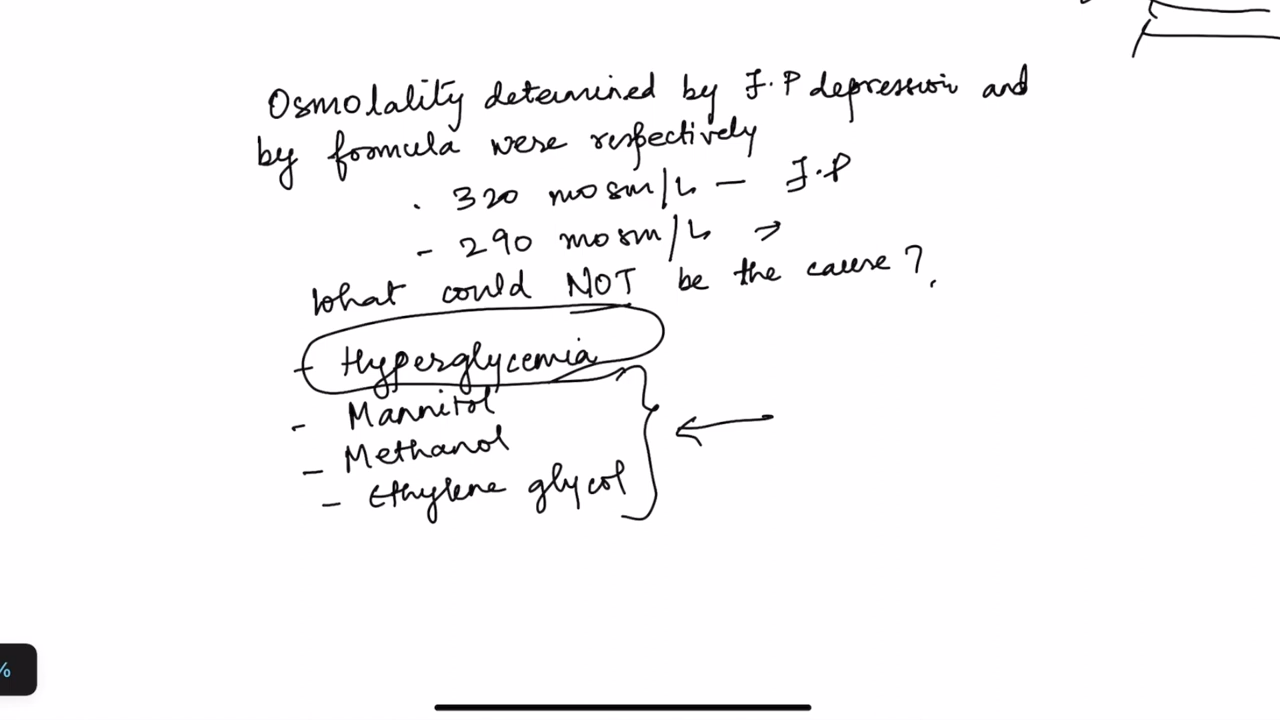 Osmolality determined by F.P depression and
by formula were respectively
. 320 mosm/L - F.P
- 290 mosm/L →
What could NOT be the cause?
- Hyperglycemia
- Mannitol
- Methanol
- Ethylene glycol
%